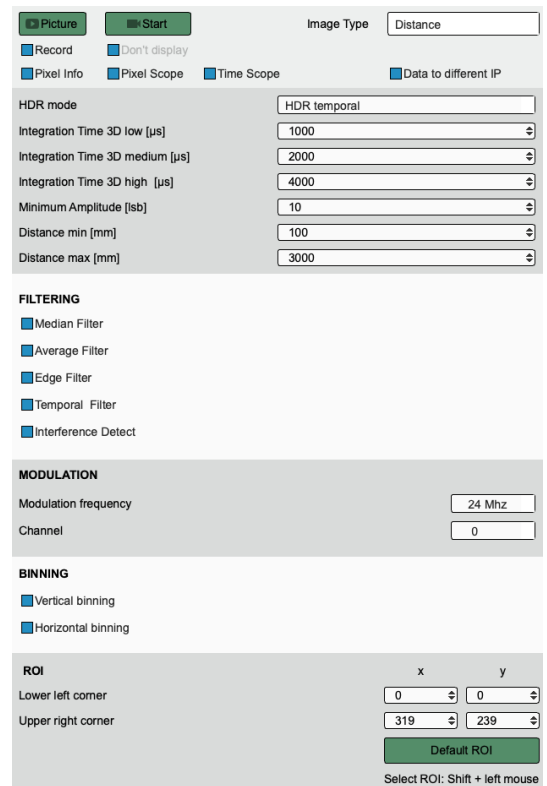 Picture Start Image Type Distance
Record Don't display
Pixel Info Pixel Scope Time Scope Data to different IP
HDR mode HDR temporal
Integration Time 3D low [µs] 1000
Integration Time 3D medium [µs] 2000
Integration Time 3D high [µs] 4000
Minimum Amplitude [lsb] 10
Distance min [mm] 100
Distance max [mm] 3000
FILTERING
Median Filter
Average Filter
Edge Filter
Temporal Filter
Interference Detect
MODULATION
Modulation frequency 24 Mhz
Channel 0
BINNING
Vertical binning
Horizontal binning
ROI x y
Lower left corner 0 0
Upper right corner 319 239
Default ROI
Select ROI: Shift + left mouse